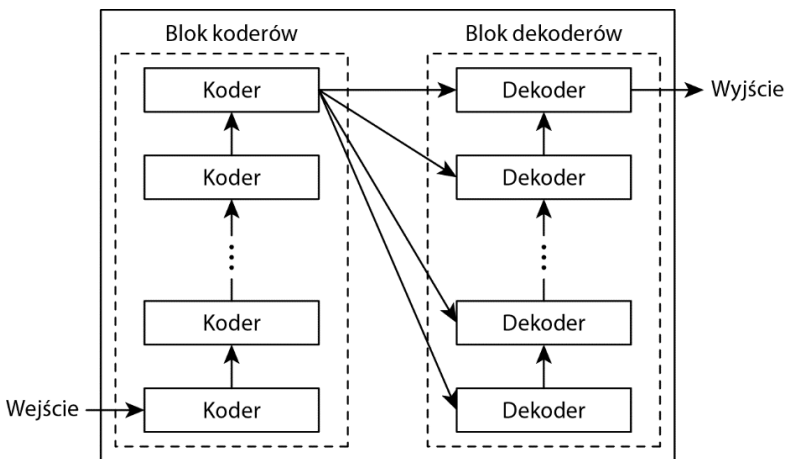 Blok koderów
Blok dekoderów
Koder
Dekoder
Wyjście
Koder
Dekoder
Koder
Dekoder
Wejście
Koder
Dekoder